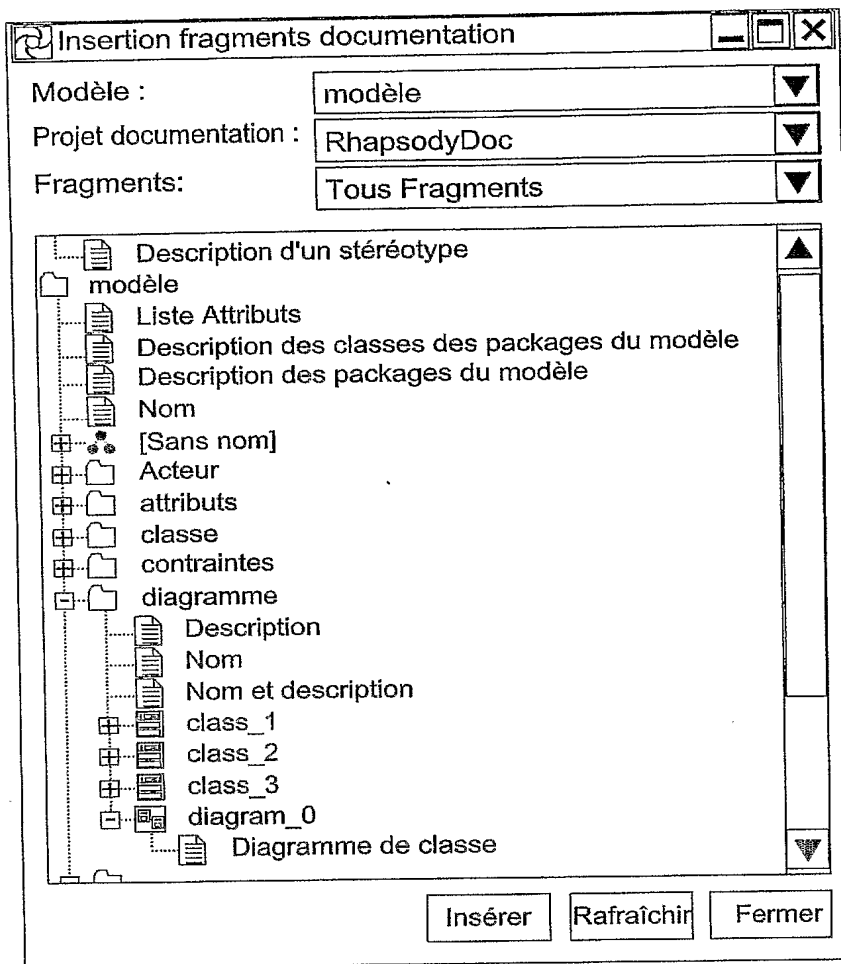 Insertion fragments documentation
Modèle :
modèle
Projet documentation :
RhapsodyDoc
Fragments:
Tous Fragments
Description d'un stéréotype
modèle
Liste Attributs
Description des classes des packages du modèle
Description des packages du modèle
Nom
[Sans nom]
Acteur
attributs
classe
contraintes
diagramme
Description
Nom
Nom et description
class_1
class_2
class_3
diagram_0
Diagramme de classe
Insérer
Rafraîchir
Fermer